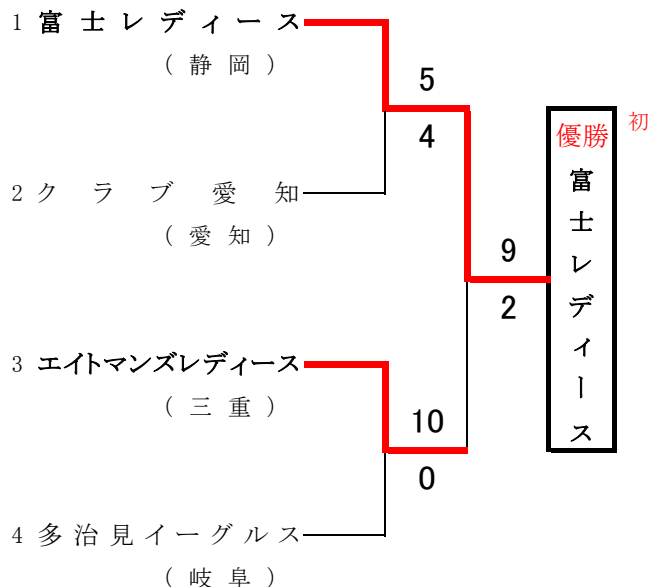 1 富士レディース
(静岡)
5
4
2 クラブ愛知
(愛知)
9
2
3 エイトマンズレディース
(三重)
10
0
4 多治見イーグルス
(岐阜)
優勝
初
富士レディース